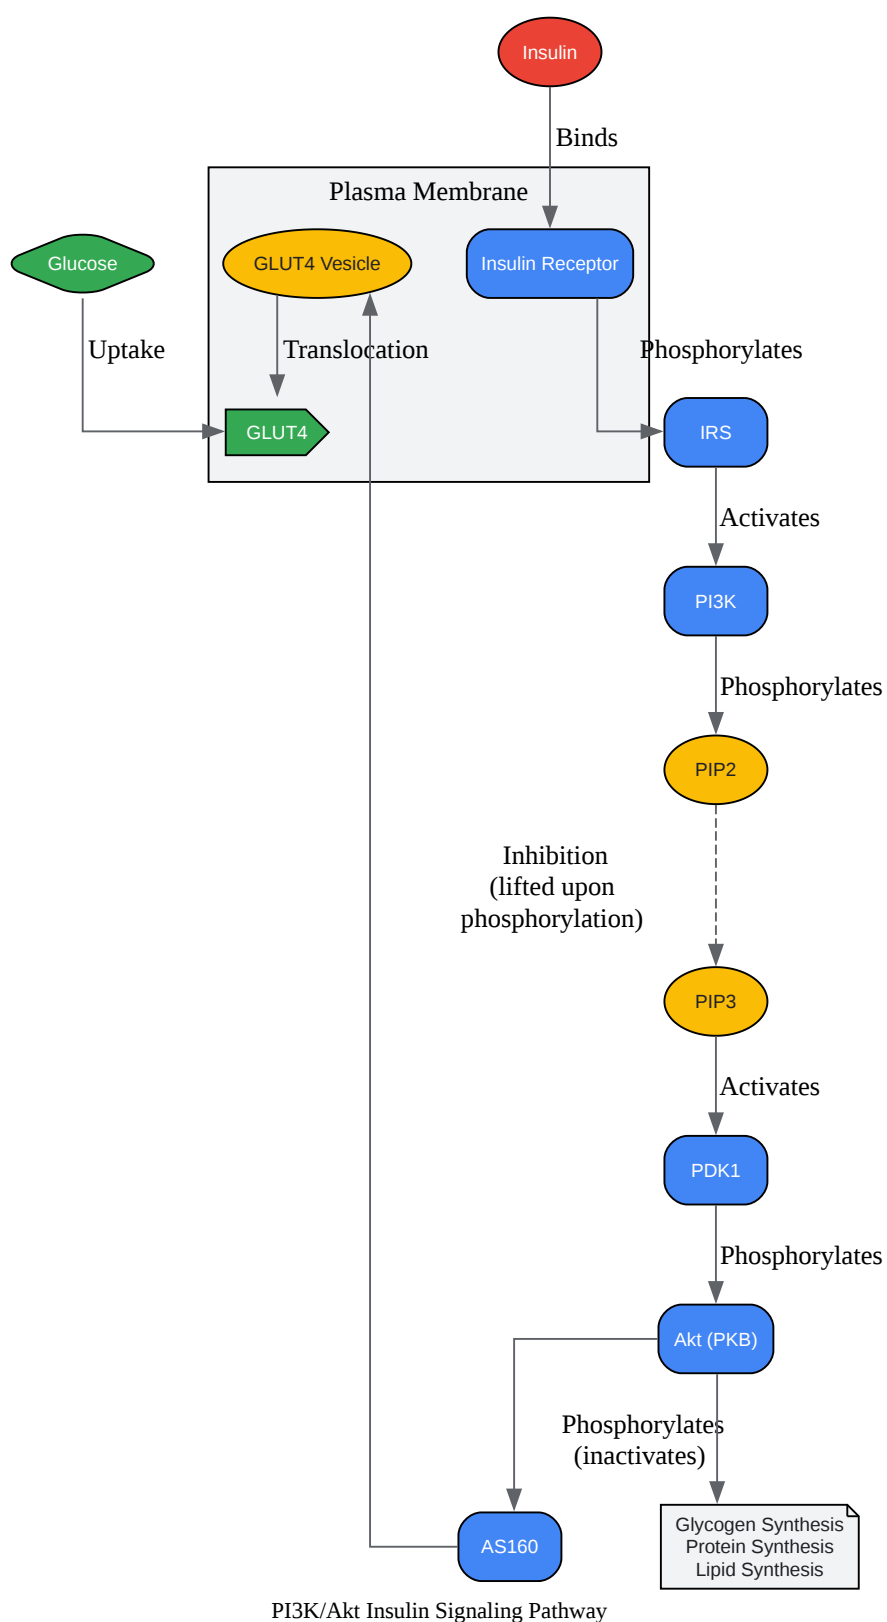 Insulin
Binds
Plasma Membrane
Glucose
GLUT4 Vesicle
Insulin Receptor
Uptake
Translocation
Phosphorylates
GLUT4
IRS
Activates
PI3K
Phosphorylates
PIP2
Inhibition
(lifted upon
phosphorylation)
PIP3
Activates
PDK1
Phosphorylates
Akt (PKB)
Phosphorylates
(inactivates)
AS160
Glycogen Synthesis
Protein Synthesis
Lipid Synthesis
PI3K/Akt Insulin Signaling Pathway